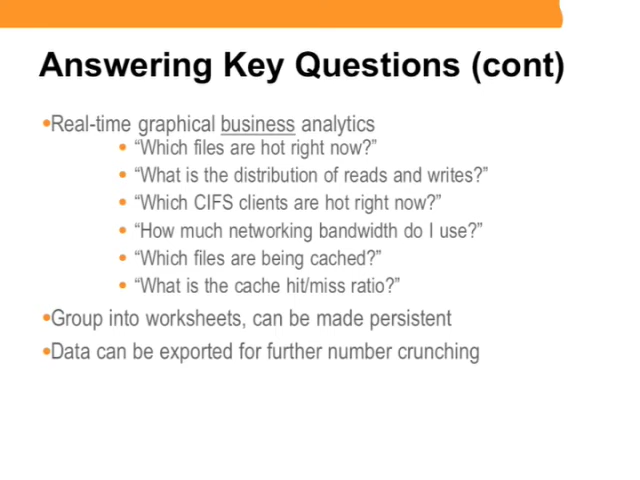 Answering Key Questions (cont)
•Real-time graphical business analytics
• “Which files are hot right now?”
• “What is the distribution of reads and writes?”
• “Which CIFS clients are hot right now?”
• “How much networking bandwidth do I use?”
• “Which files are being cached?”
• “What is the cache hit/miss ratio?”
•Group into worksheets, can be made persistent
•Data can be exported for further number crunching